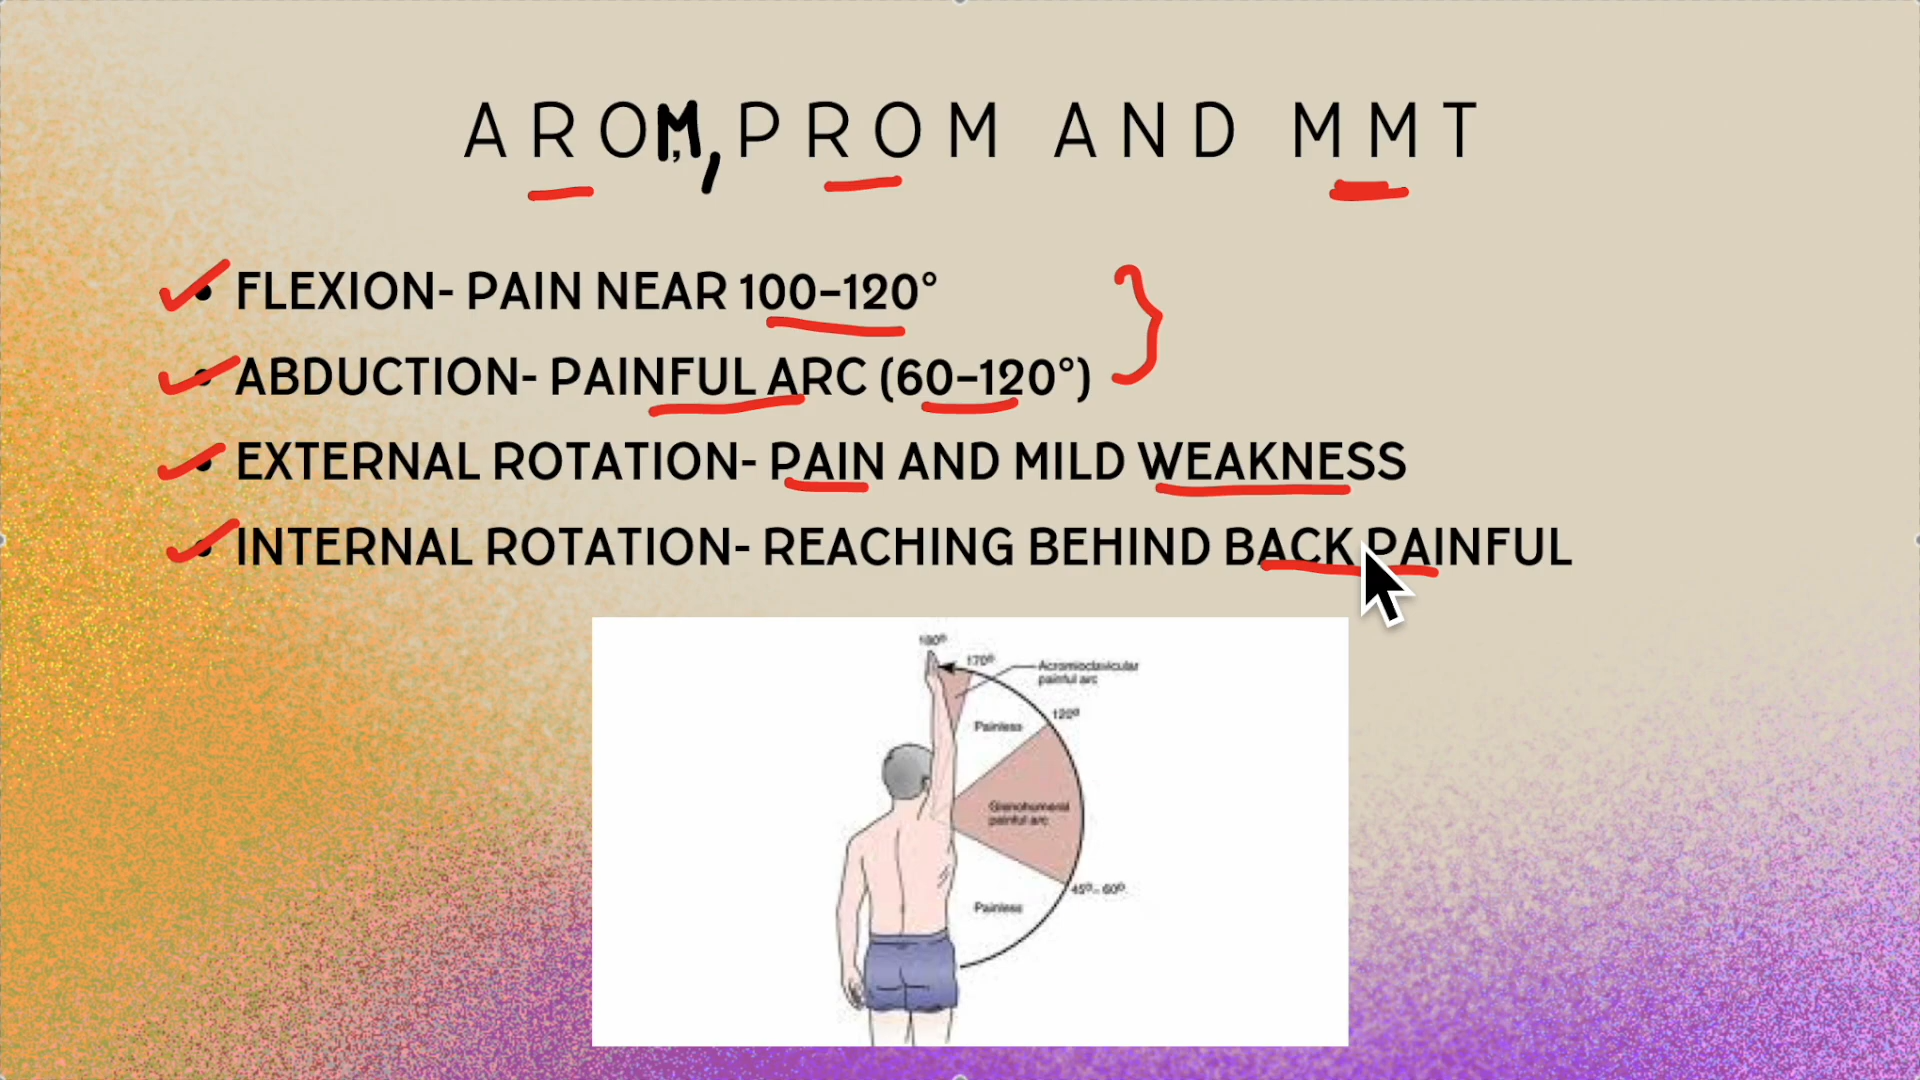 AROM, PROM AND MMT
• FLEXION- PAIN NEAR 100-120°
• ABDUCTION- PAINFUL ARC (60-120°)
• EXTERNAL ROTATION- PAIN AND MILD WEAKNESS
• INTERNAL ROTATION- REACHING BEHIND BACK PAINFUL
180°
170°
Acromioclavicular
painful arc
120°
Painless
Glenohumeral
painful arc
45°- 60°
Painless